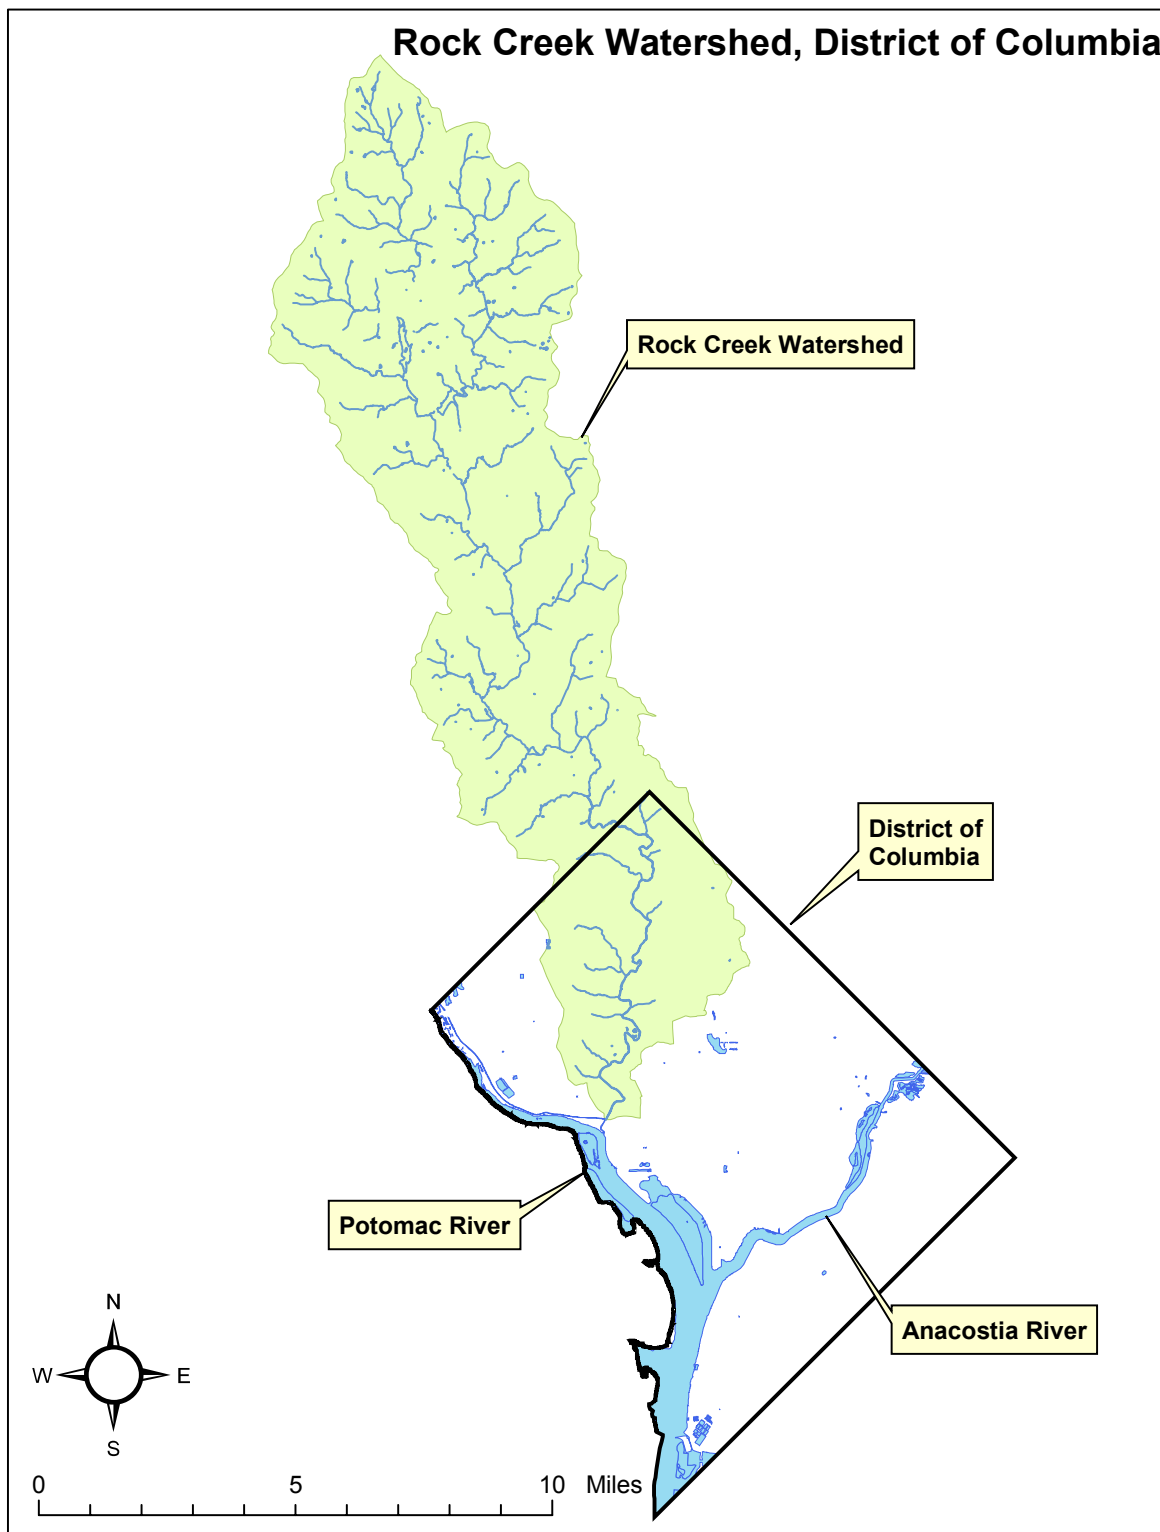 Rock Creek Watershed, District of Columbia
Rock Creek Watershed
District of
Columbia
Potomac River
Anacostia River
N
W E
S
0 5 10 Miles